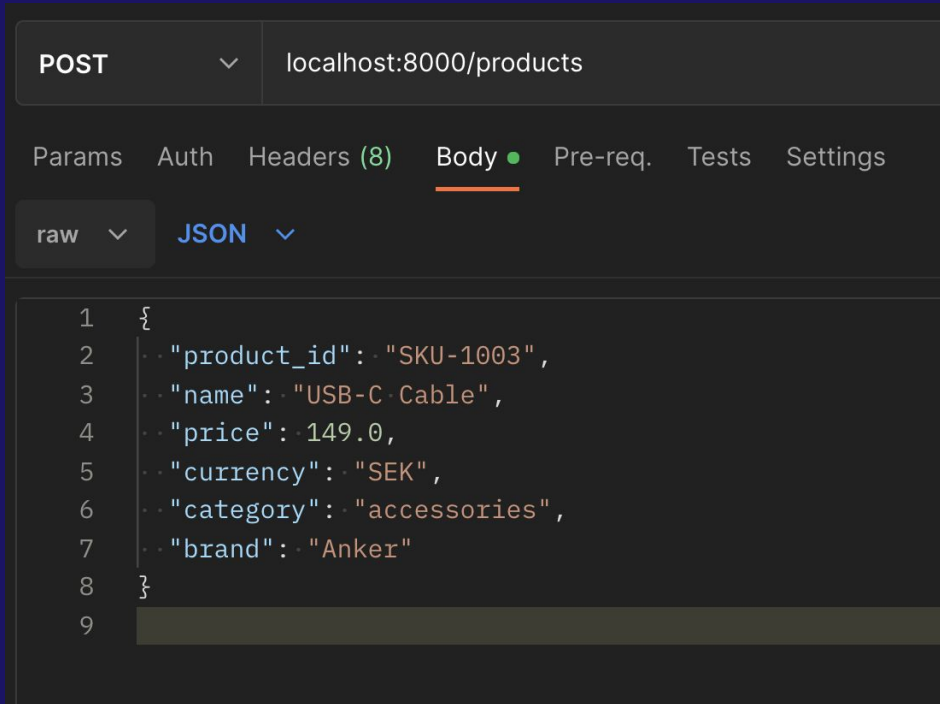 POST localhost:8000/products
Params Auth Headers (8) Body Pre-req. Tests Settings
raw JSON
1 {
2 "product_id": "SKU-1003",
3 "name": "USB-C Cable",
4 "price": 149.0,
5 "currency": "SEK",
6 "category": "accessories",
7 "brand": "Anker"
8 }
9